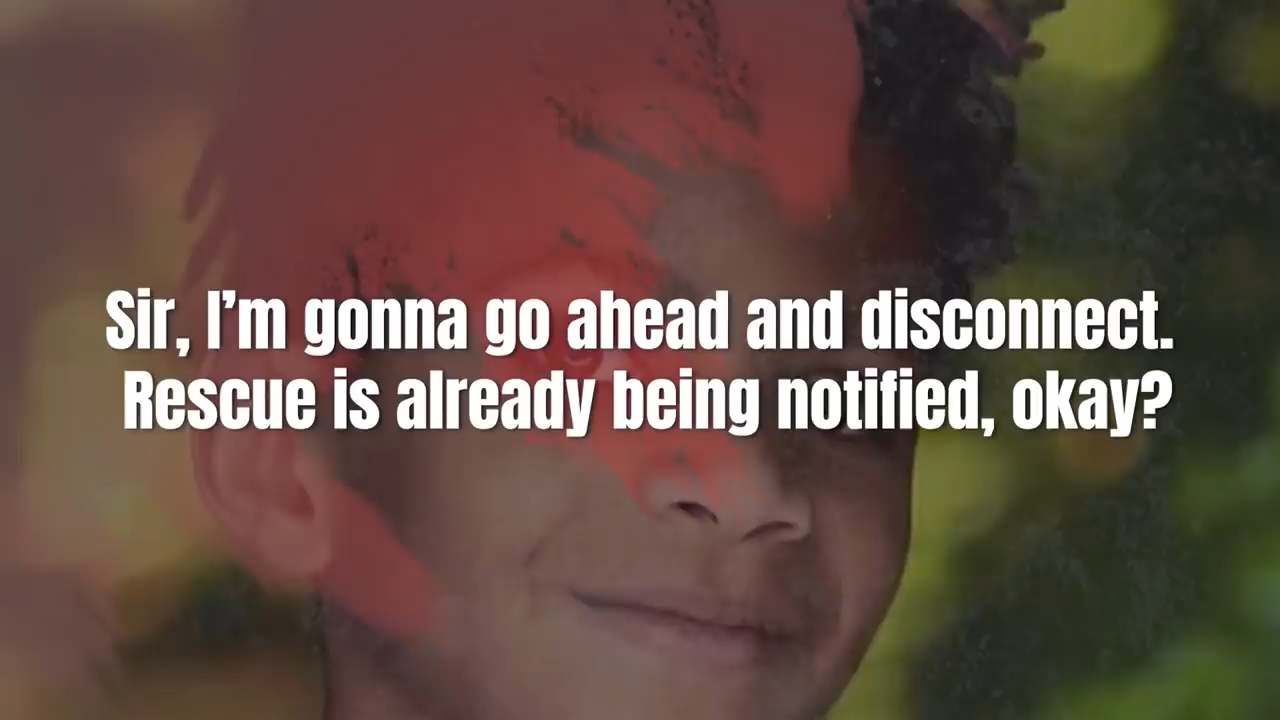 Sir, I’m gonna go ahead and disconnect.
Rescue is already being notified, okay?